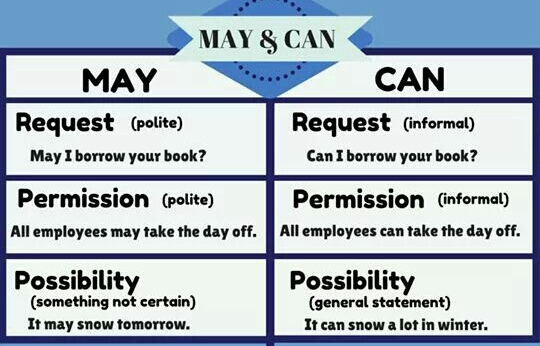 MAY & CAN
MAY
CAN
Request (polite)
May I borrow your book?
Request (informal)
Can I borrow your book?
Permission (polite)
All employees may take the day off.
Permission (informal)
All employees can take the day off.
Possibility
(something not certain)
It may snow tomorrow.
Possibility
(general statement)
It can snow a lot in winter.